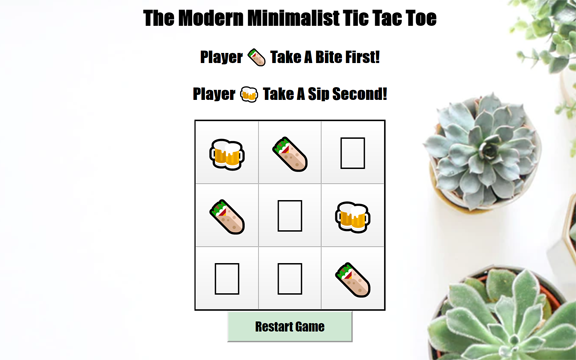 The Modern Minimalist Tic Tac Toe
Player 🌯 Take A Bite First!
Player 🍻 Take A Sip Second!
Restart Game